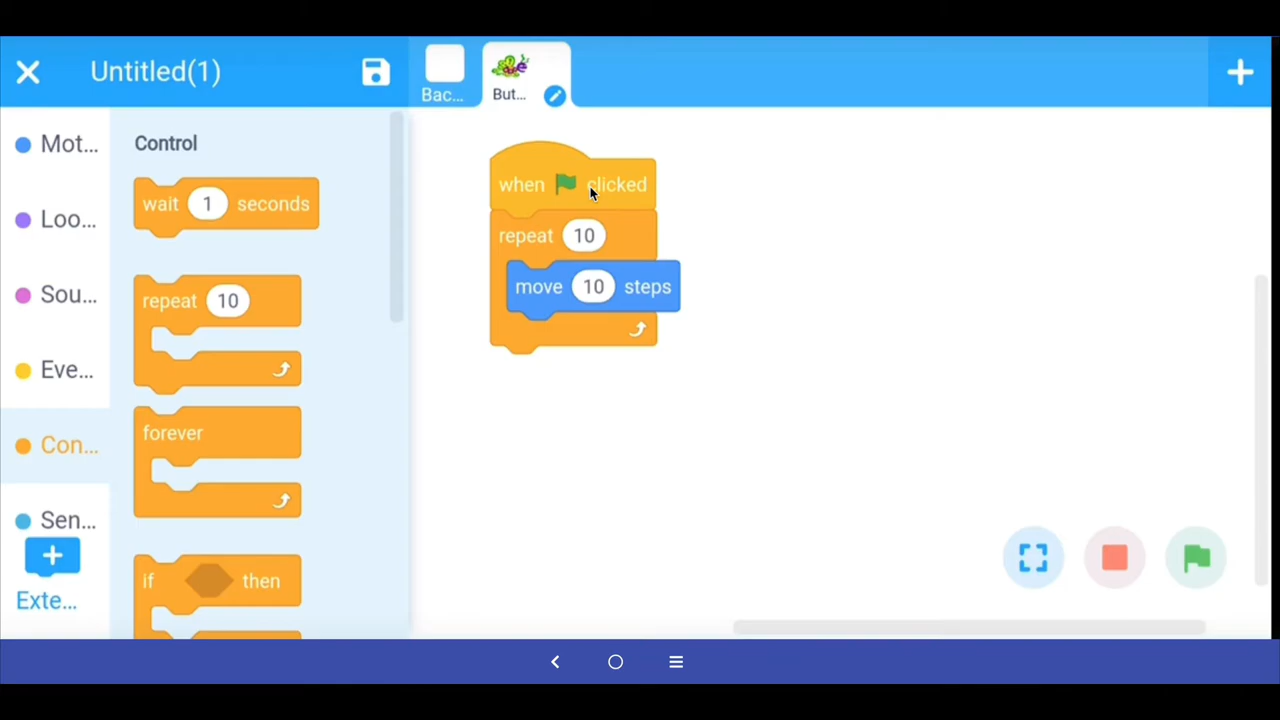 Untitled(1)
Bac...
But...
Mot...
Loo...
Sou...
Eve...
Con...
Sen...
Exte...
Control
wait 1 seconds
repeat 10
forever
if then
when clicked
repeat 10
move 10 steps